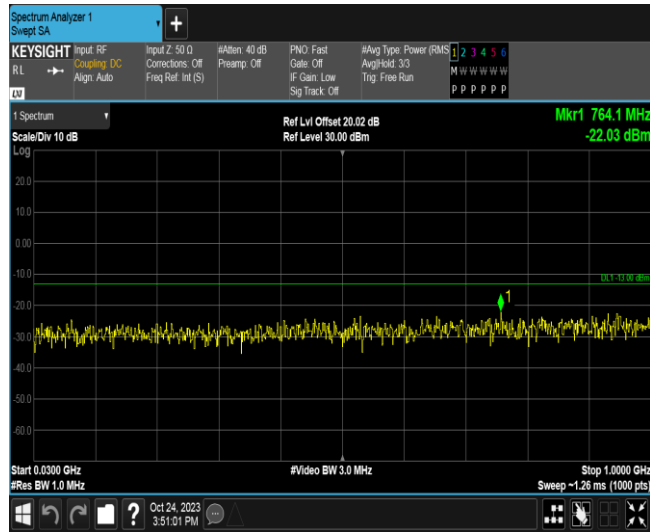 Spectrum Analyzer 1
Swept SA
+
KEYSIGHT
RL
LXI
Input: RF
Coupling: DC
Align: Auto
Input Z: 50 Ω
Corrections: Off
Freq Ref: Int (S)
#Atten: 40 dB
Preamp: Off
PNO: Fast
Gate: Off
IF Gain: Low
Sig Track: Off
#Avg Type: Power (RMS
Avg|Hold: 3/3
Trig: Free Run
1 2 3 4 5 6
M W W W W W
P P P P P P
1 Spectrum
Scale/Div 10 dB
Ref Lvl Offset 20.02 dB
Ref Level 30.00 dBm
Mkr1 764.1 MHz
-22.03 dBm
Log
20.0
10.0
0.00
-10.0
DL1 -13.00 dBm
1
-20.0
-30.0
-40.0
-50.0
-60.0
Start 0.0300 GHz
#Res BW 1.0 MHz
#Video BW 3.0 MHz
Stop 1.0000 GHz
Sweep ~1.26 ms (1000 pts)
?
Oct 24, 2023
3:51:01 PM